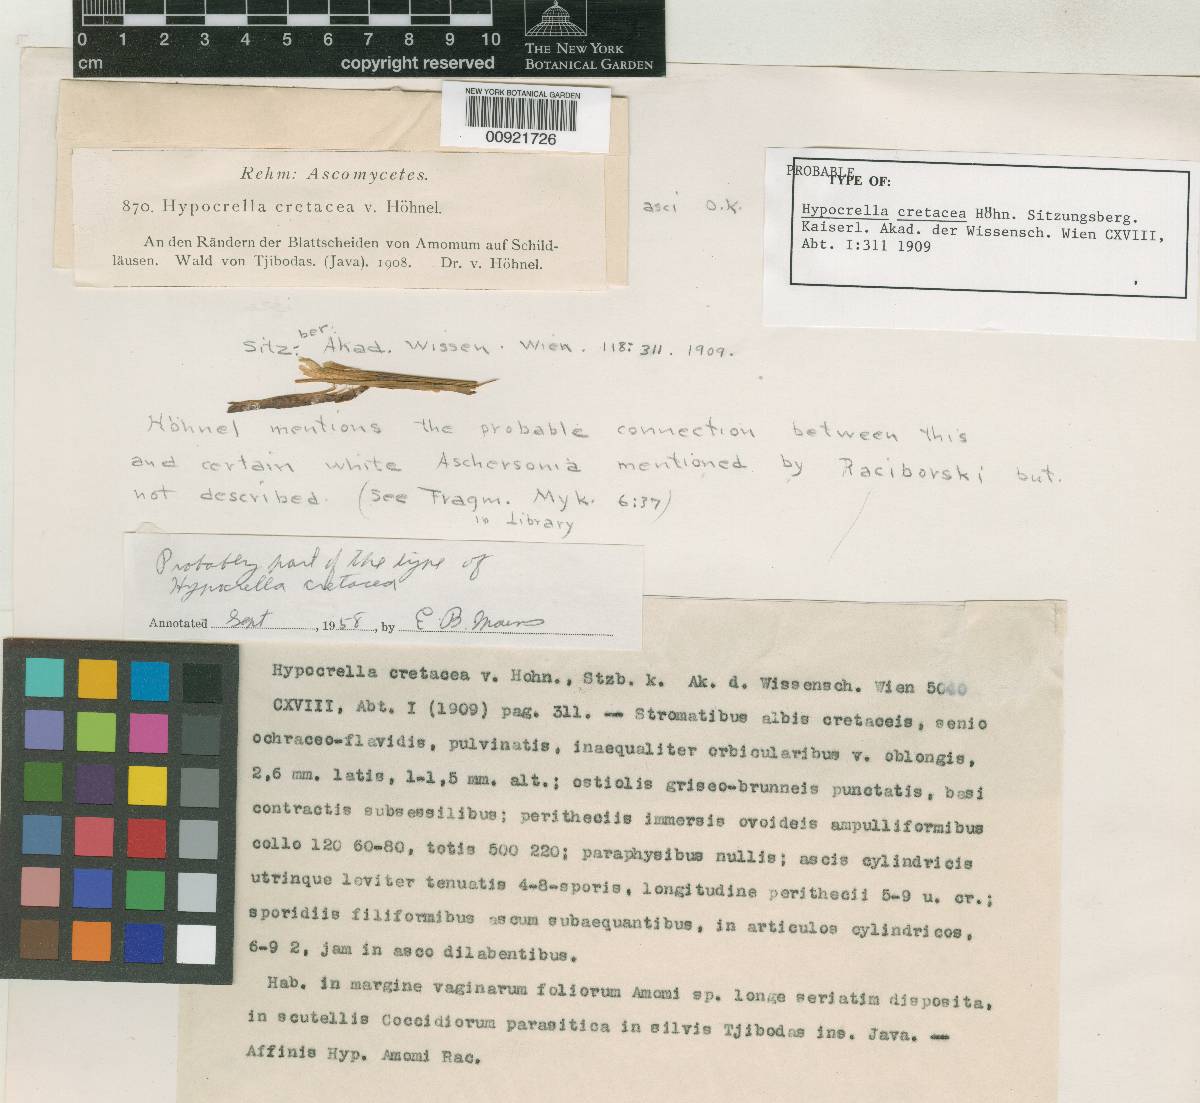 0 1 2 3 4 5 6 7 8 9 10
cm
copyright reserved
THE NEW YORK
BOTANICAL GARDEN
NEW YORK BOTANICAL GARDEN
00921726
Rehm: Ascomycetes.
870. Hypocrella cretacea v. Höhnel.
An den Rändern der Blattscheiden von Amomum auf Schild-
läusen. Wald von Tjibodas. (Java). 1908. Dr. v. Höhnel.
asci O.K.
PROBABLE
TYPE OF:
Hypocrella cretacea Höhn. Sitzungsberg.
Kaiserl. Akad. der Wissensch. Wien CXVIII,
Abt. I:311 1909
Sitz. ber. Akad. Wissen. Wien. 118: 311. 1909.
Höhnel mentions the probable connection between this
and certain white Aschersonia mentioned by Raciborski but
not described. (See Fragm. Myk. 6:37)
in Library
Probably part of the type of
Hypocrella cretacea
Annotated Sept, 1958, by E. B. Mains
Hypocrella cretacea v. Hohn., Stzb. k. Ak. d. Wissensch. Wien
CXVIII, Abt. I (1909) pag. 311. -- Stromatibus albis cretaceis, senio
ochraceo-flavidis, pulvinatis, inaequaliter orbicularibus v. oblongis,
2,6 mm. latis, 1-1,5 mm. alt.; ostiolis griseo-brunneis punctatis, basi
contractis subsessilibus; peritheciis immersis ovoideis ampulliformibus
collo 120 60-80, totis 500 220; paraphysibus nullis; ascis cylindricis
utrinque leviter tenuatis 4-8-sporis, longitudine perithecii 5-9 u. cr.;
sporidiis filiformibus ascum subaequantibus, in articulos cylindricos,
6-9 2, jam in asco dilabentibus.
Hab. in margine vaginarum foliorum Amomi sp. longe seriatim disposita,
in scutellis Coccidiorum parasitica in silvis Tjibodas ins. Java. --
Affinis Hyp. Amomi Rac.